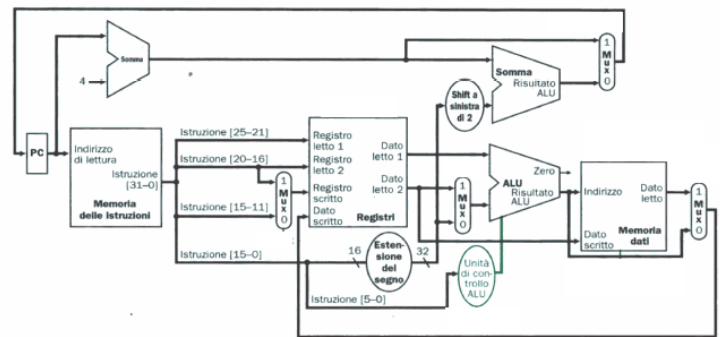 Somma
4
1
M
u
x
0
Somma
Risultato
ALU
Shift a
sinistra
di 2
PC
Indirizzo
di lettura
Istruzione
[31–0]
Memoria
delle istruzioni
Istruzione [25–21]
Istruzione [20–16]
Istruzione [15–11]
Istruzione [15–0]
Istruzione [5–0]
1
M
u
x
0
Registro
letto 1
Registro
letto 2
Registro
scritto
Dato
scritto
Dato
letto 1
Dato
letto 2
Registri
16
Estensione
del
segno
32
1
M
u
x
0
Zero
ALU
Risultato
ALU
Unità
di con-
trollo
ALU
Indirizzo
Dato
letto
Dato
scritto
Memoria
dati
1
M
u
x
0